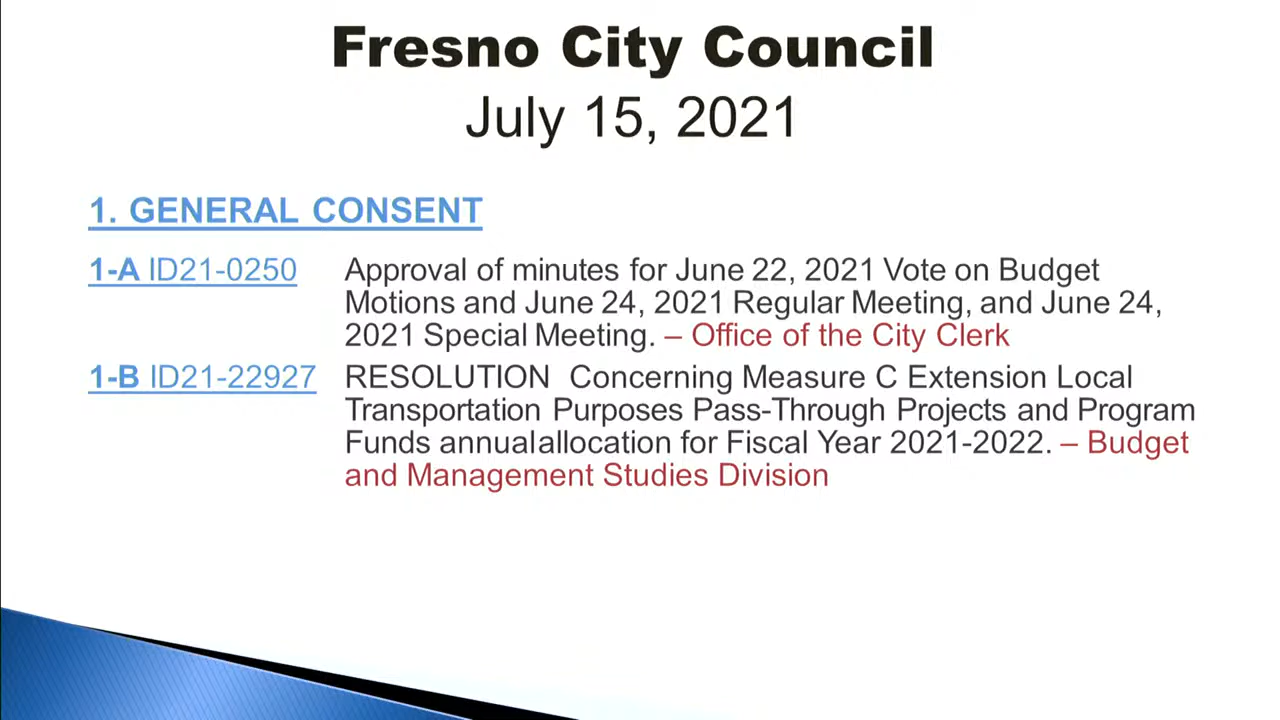 Fresno City Council
July 15, 2021
1. GENERAL CONSENT
1-A ID21-0250 Approval of minutes for June 22, 2021 Vote on Budget
Motions and June 24, 2021 Regular Meeting, and June 24,
2021 Special Meeting. – Office of the City Clerk
1-B ID21-22927 RESOLUTION Concerning Measure C Extension Local
Transportation Purposes Pass-Through Projects and Program
Funds annualallocation for Fiscal Year 2021-2022. – Budget
and Management Studies Division